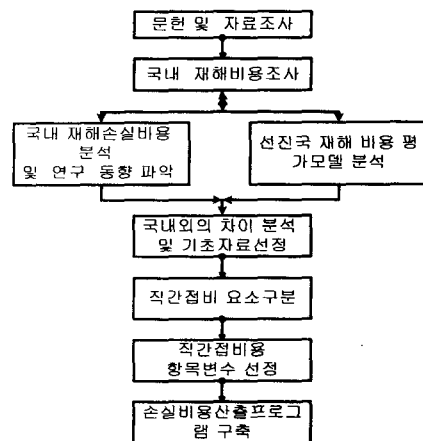 문헌 및 자료조사
국내 재해비용조사
국내 재해손실비용
분석
및 연구 동향 파악
선진국 재해 비용 평
가모델 분석
국내외의 차이 분석
및 기초자료선정
직간접비 요소구분
직간접비용
항목변수 선정
손실비용산출프로그
램 구축